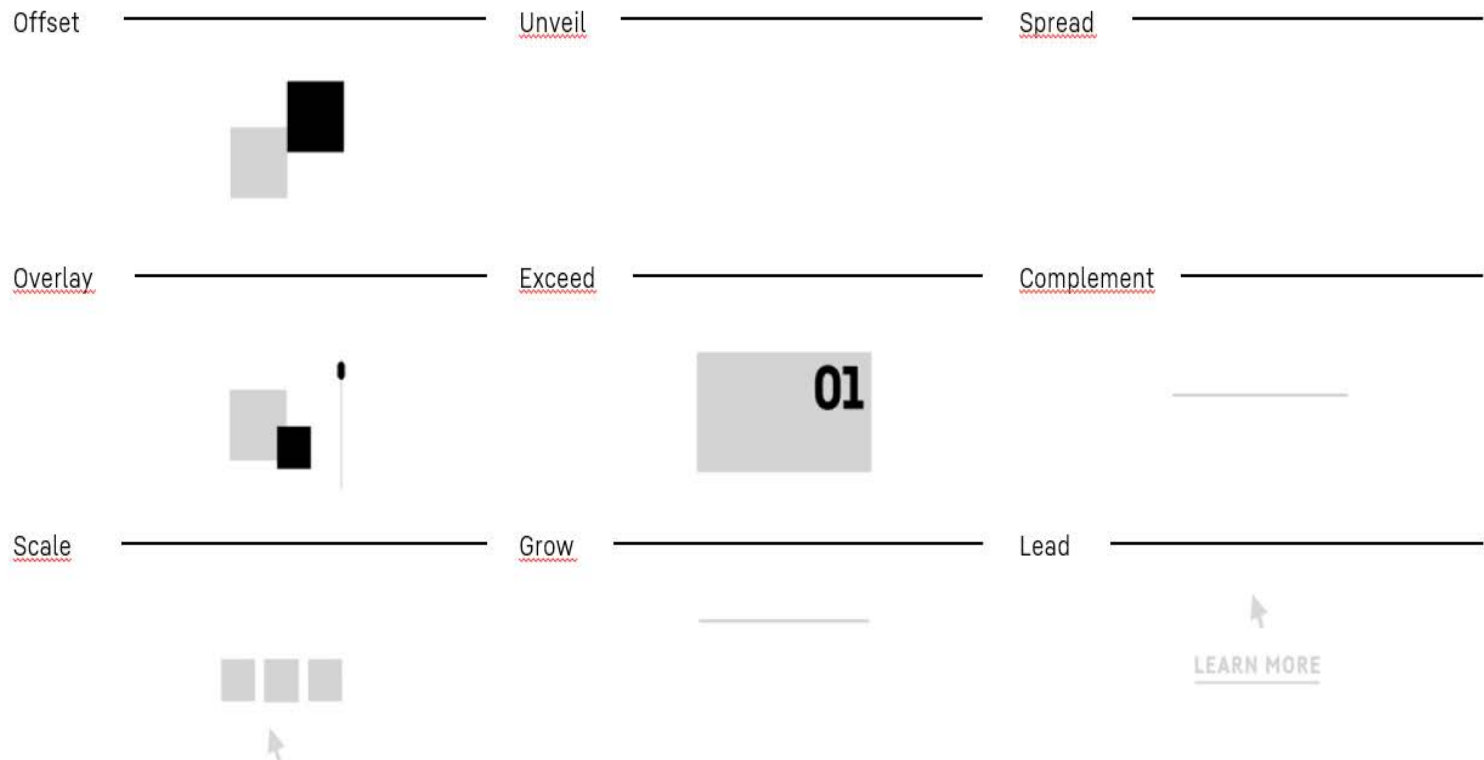 Offset
Unveil
Spread
Overlay
Exceed
Complement
01
Scale
Grow
Lead
LEARN MORE